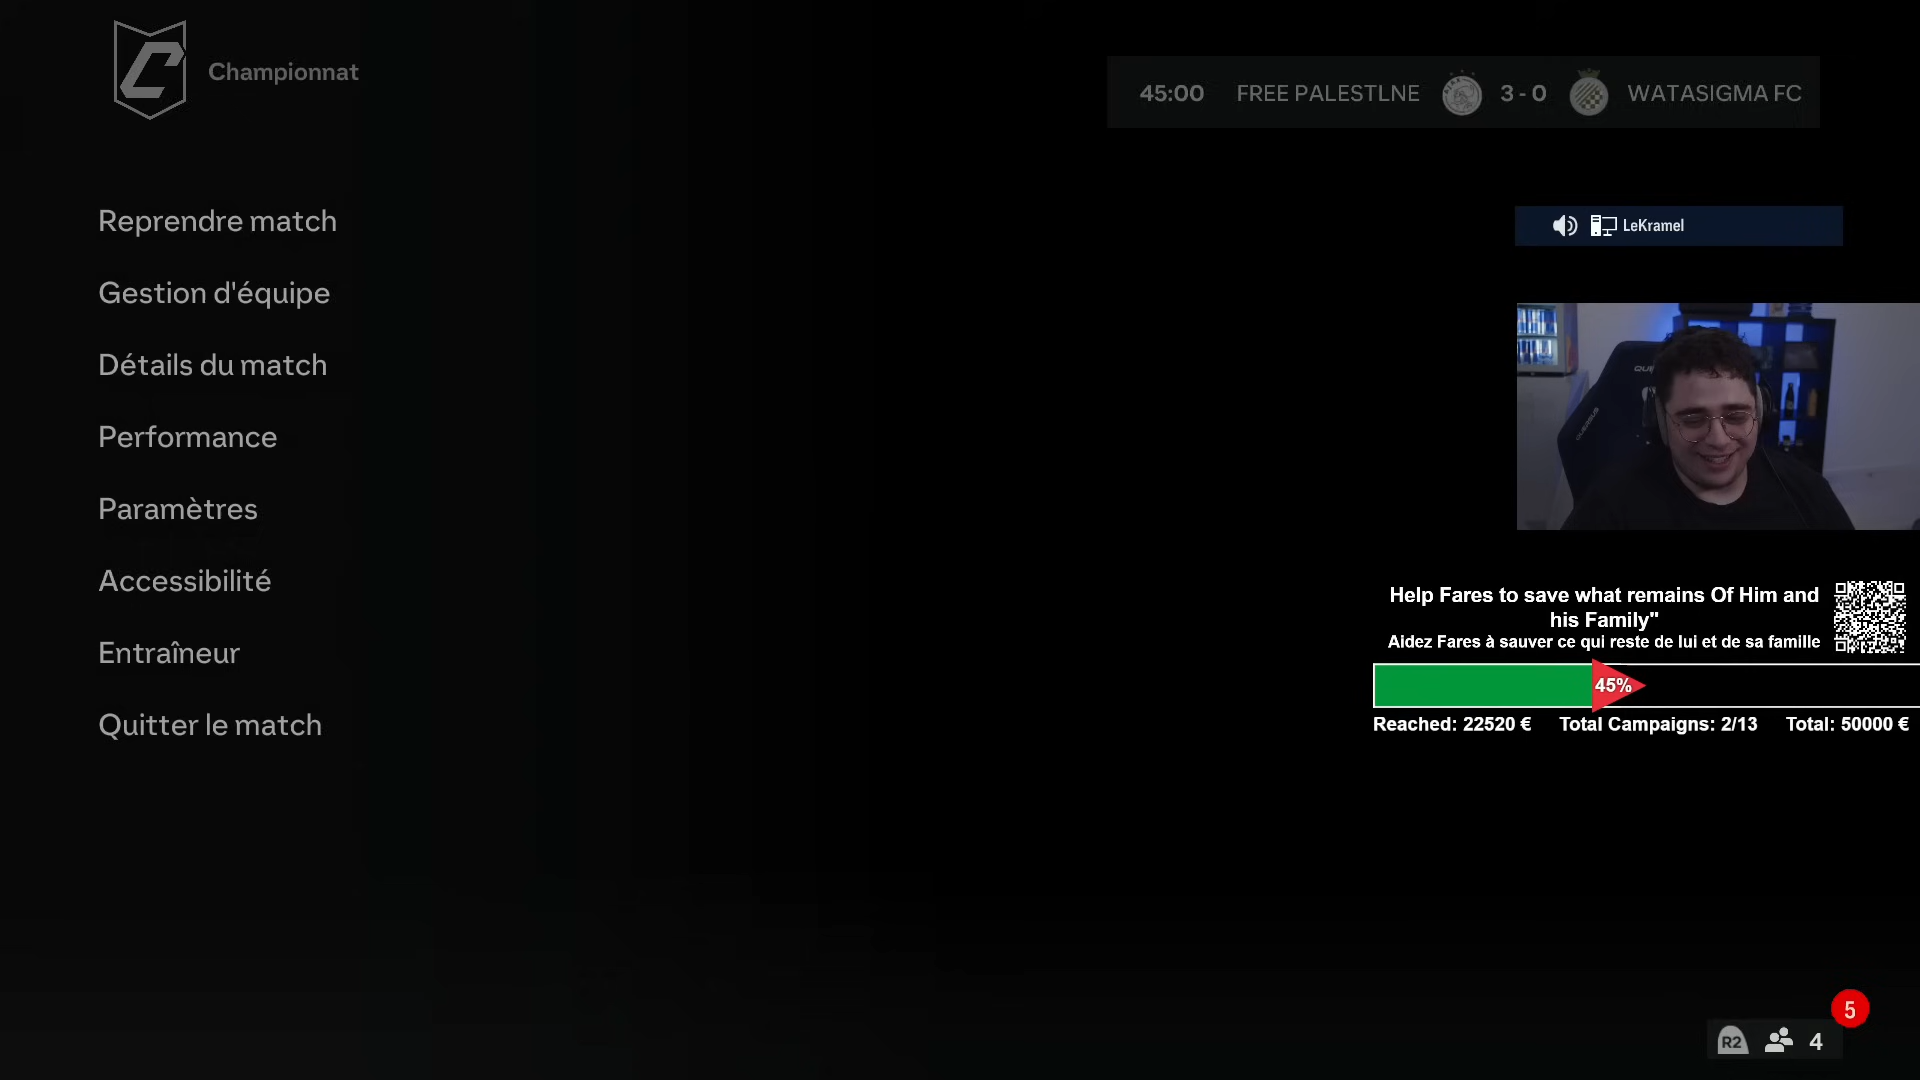 Championnat
45:00 FREE PALESTLNE 3 - 0 WATASIGMA FC
Reprendre match
Gestion d'équipe
Détails du match
Performance
Paramètres
Accessibilité
Entraîneur
Quitter le match
LeKramel
Help Fares to save what remains Of Him and
his Family"
Aidez Fares à sauver ce qui reste de lui et de sa famille
45%
Reached: 22520 € Total Campaigns: 2/13 Total: 50000 €
5
R2 4